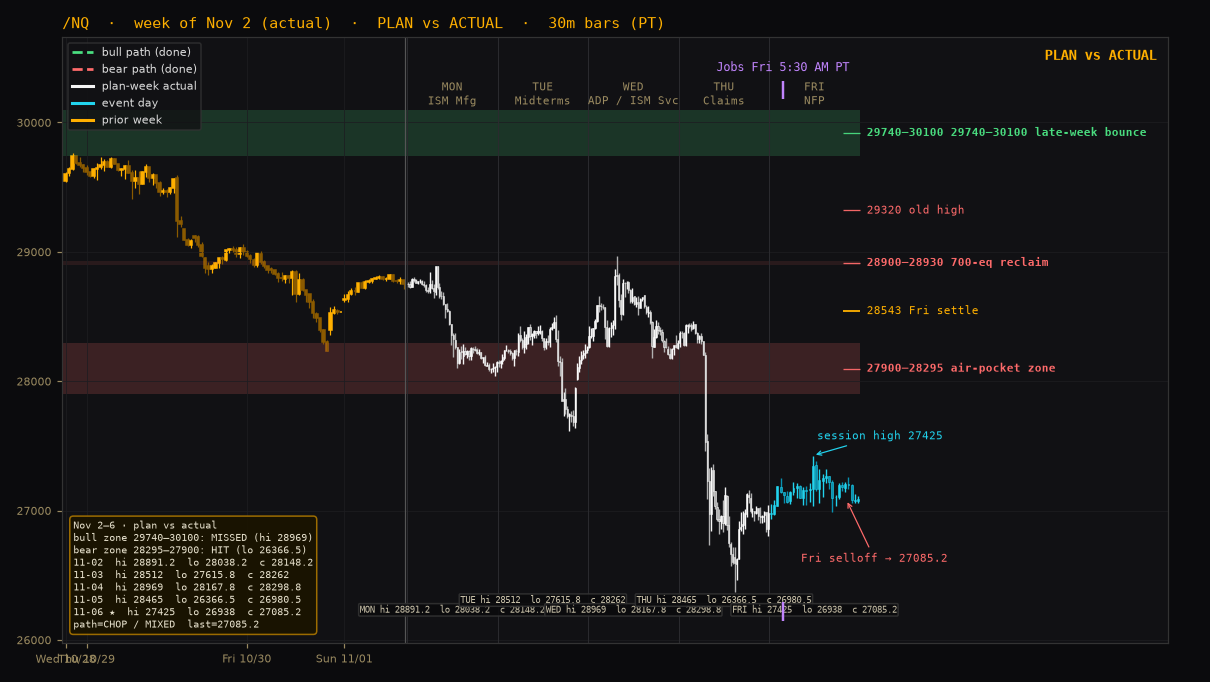 /NQ  ·  week of Nov 2 (actual)  ·  PLAN vs ACTUAL  ·  30m bars (PT)
bull path (done)
bear path (done)
plan-week actual
event day
prior week
PLAN vs ACTUAL
Jobs Fri 5:30 AM PT
MON
ISM Mfg
TUE
Midterms
WED
ADP / ISM Svc
THU
Claims
FRI
NFP
30000
29000
28000
27000
26000
29740–30100 29740–30100 late-week bounce
29320 old high
28900–28930 700-eq reclaim
28543 Fri settle
27900–28295 air-pocket zone
session high 27425
Fri selloff → 27085.2
Nov 2–6 · plan vs actual
bull zone 29740–30100: MISSED (hi 28969)
bear zone 28295–27900: HIT (lo 26366.5)
11-02  hi 28891.2  lo 28038.2  c 28148.2
11-03  hi 28512  lo 27615.8  c 28262
11-04  hi 28969  lo 28167.8  c 28298.8
11-05  hi 28465  lo 26366.5  c 26980.5
11-06 ★  hi 27425  lo 26938  c 27085.2
path=CHOP / MIXED  last=27085.2
TUE hi 28512  lo 27615.8  c 28262
THU hi 28465  lo 26366.5  c 26980.5
MON hi 28891.2  lo 28038.2  c 28148.2
WED hi 28969  lo 28167.8  c 28298.8
FRI hi 27425  lo 26938  c 27085.2
Wed 10/28
Thu 10/29
Fri 10/30
Sun 11/01